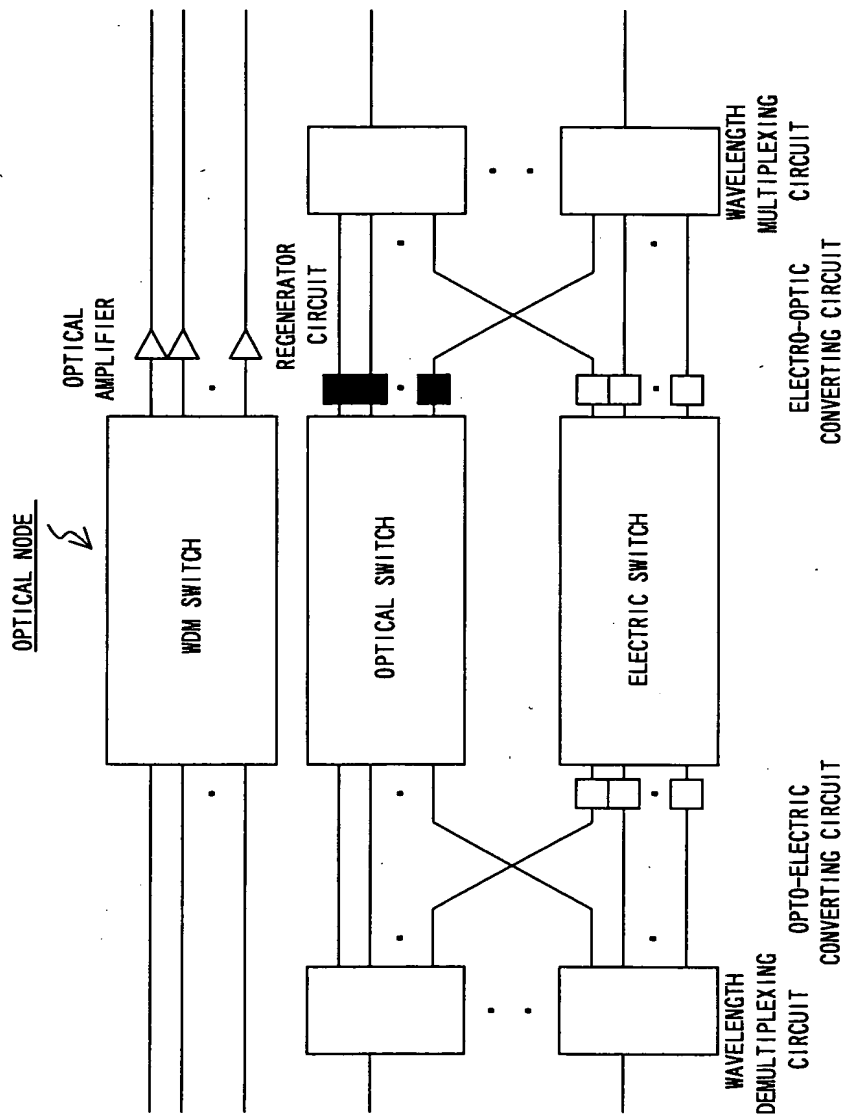 OPTICAL NODE
WDM SWITCH
OPTICAL
AMPLIFIER
OPTICAL SWITCH
REGENERATOR
CIRCUIT
ELECTRIC SWITCH
WAVELENGTH
DEMULTIPLEXING
CIRCUIT
OPTO-ELECTRIC
CONVERTING CIRCUIT
ELECTRO-OPTIC
CONVERTING CIRCUIT
WAVELENGTH
MULTIPLEXING
CIRCUIT